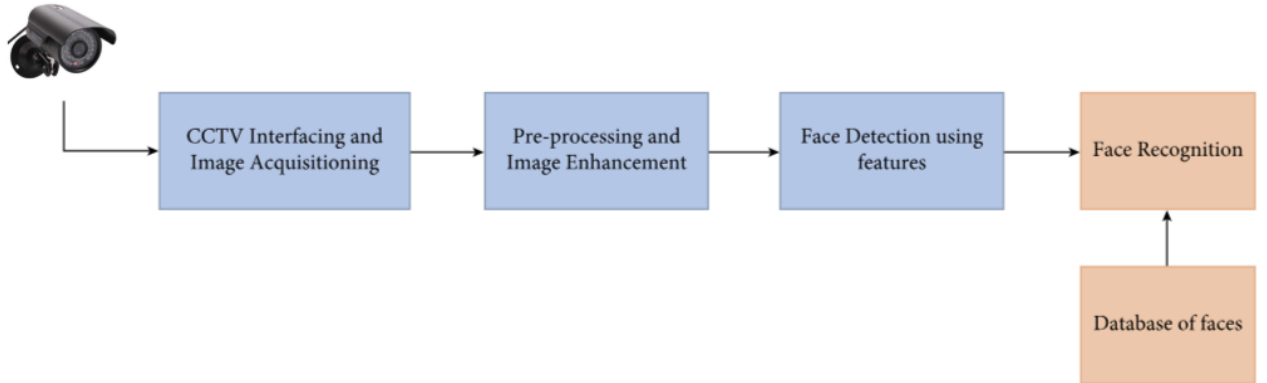 CCTV Interfacing and
Image Acquisitioning
Pre-processing and
Image Enhancement
Face Detection using
features
Face Recognition
Database of faces